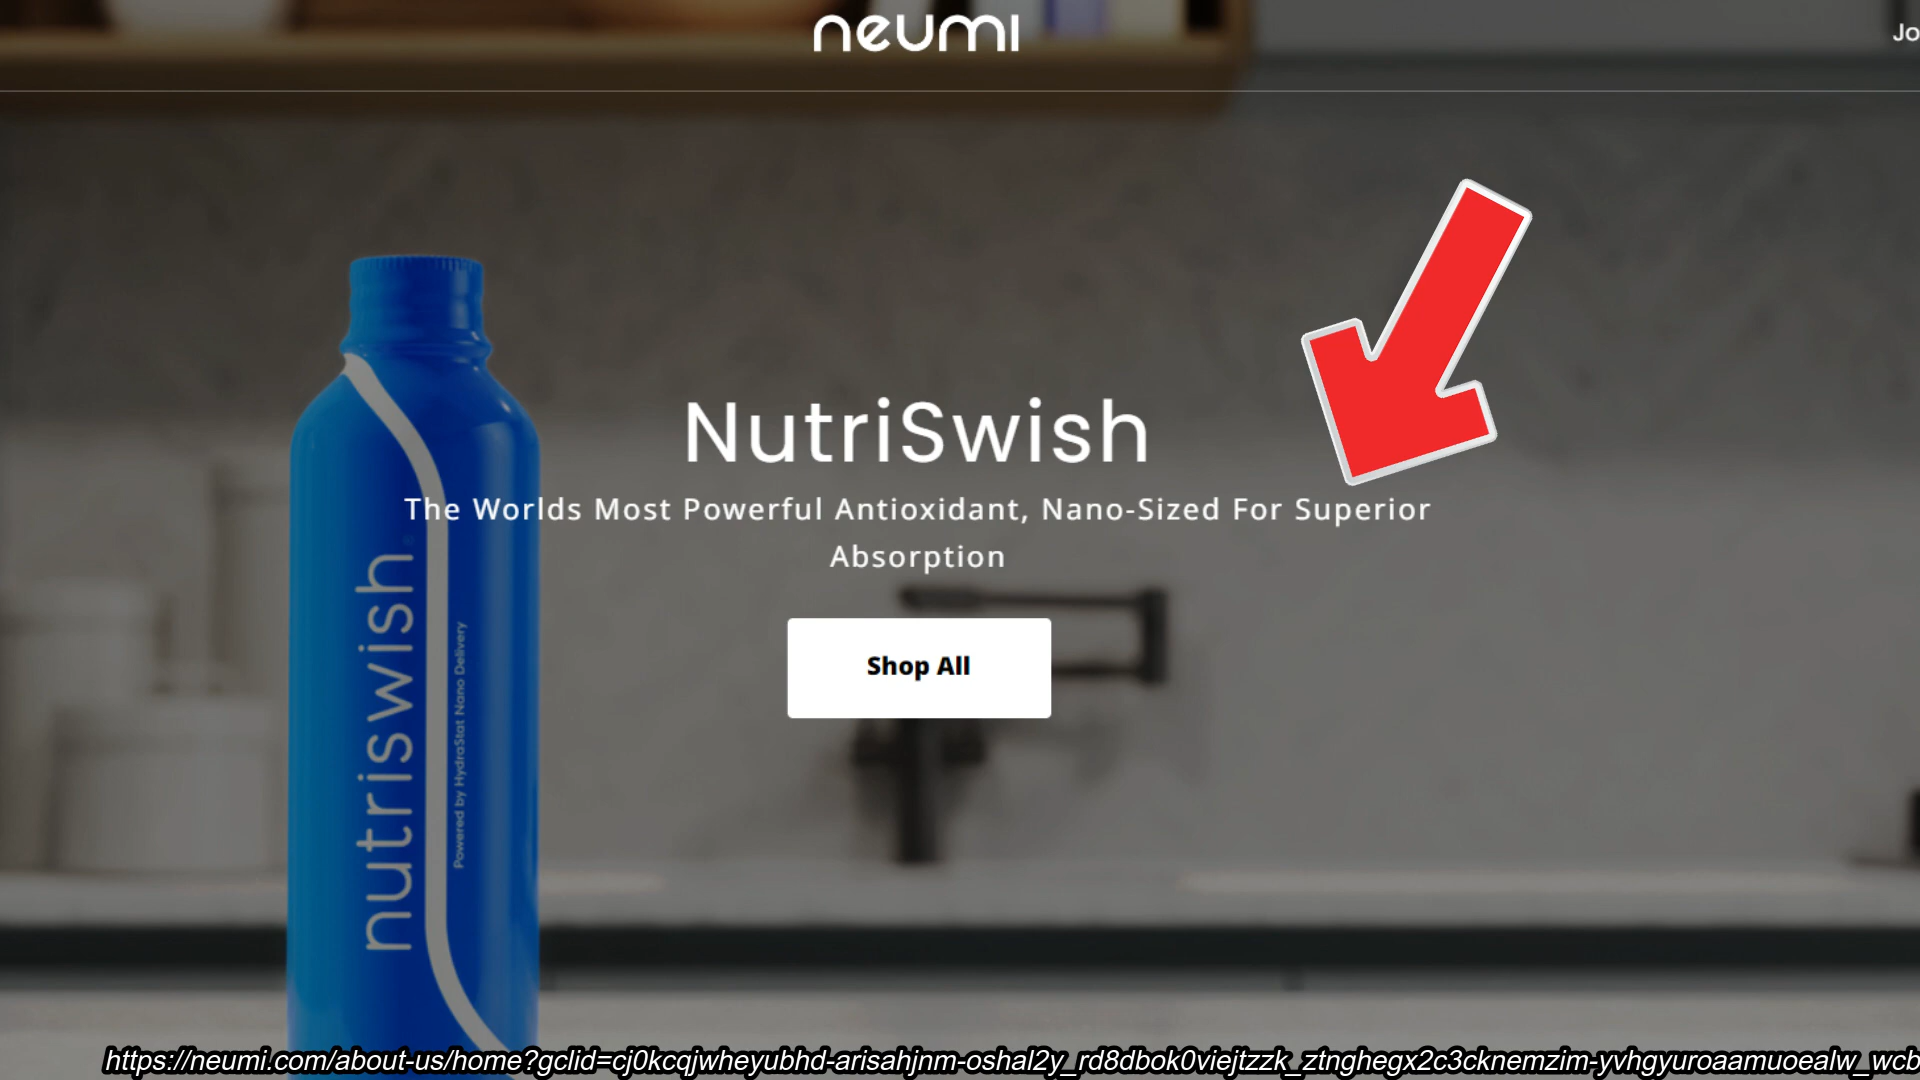 neumi
Jo
NutriSwish
The Worlds Most Powerful Antioxidant, Nano-Sized For Superior
Absorption
Shop All
nutriswish
Powered by HydraStat Nano Delivery
https://neumi.com/about-us/home?gclid=cj0kcqjwheyubhd-arisahjnm-oshal2y_rd8dbok0viejtzzk_ztnghegx2c3cknemzim-yvhgyuroaamuoealw_wcb